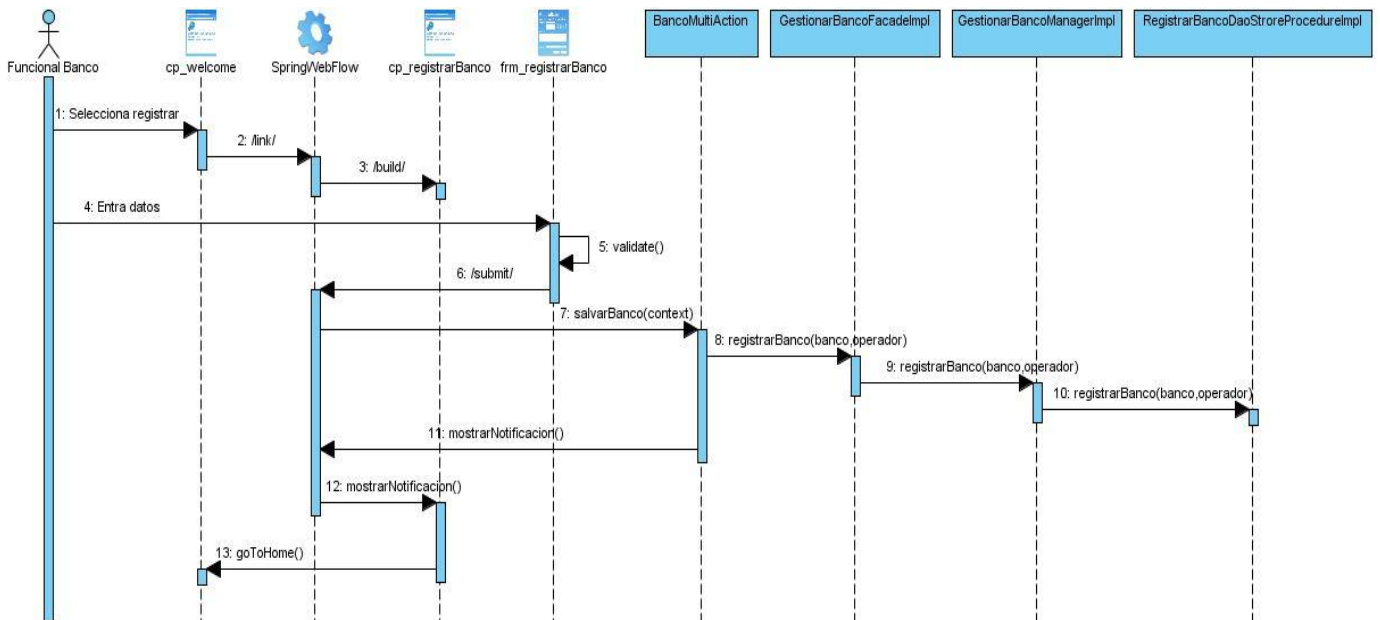 BancoMultiAction
GestionarBancoFacadeImpl
GestionarBancoManagerImpl
RegistrarBancoDaoStroreProcedureImpl
Funcional Banco
cp_welcome
SpringWebFlow
cp_registrarBanco
frm_registrarBanco
1: Selecciona registrar
2: /link/
3: /build/
4: Entra datos
5: validate()
6: /submit/
7: salvarBanco(context)
8: registrarBanco(banco,operador)
9: registrarBanco(banco,operador)
10: registrarBanco(banco,operador)
11: mostrarNotificacion()
12: mostrarNotificacion()
13: goToHome()